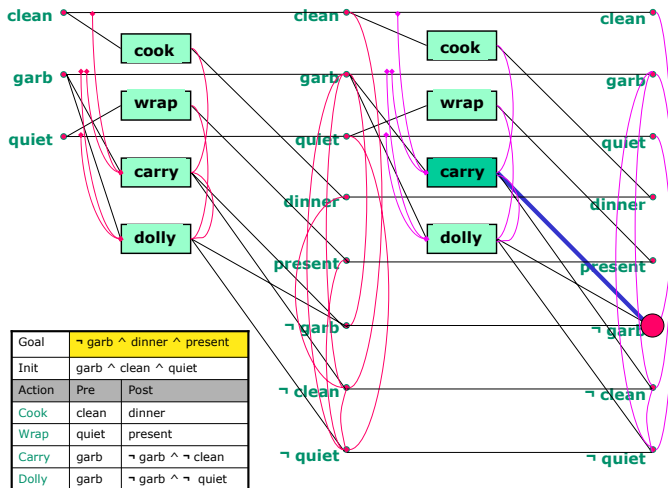 clean clean clean
cook cook
garb garb garb
wrap wrap
quiet quiet quiet
carry carry
dinner dinner
dolly dolly
present present
¬ garb ¬ garb
¬ clean ¬ clean
¬ quiet ¬ quiet
Goal ¬ garb ^ dinner ^ present
Init garb ^ clean ^ quiet
Action Pre Post
Cook clean dinner
Wrap quiet present
Carry garb ¬ garb ^ ¬ clean
Dolly garb ¬ garb ^ ¬ quiet